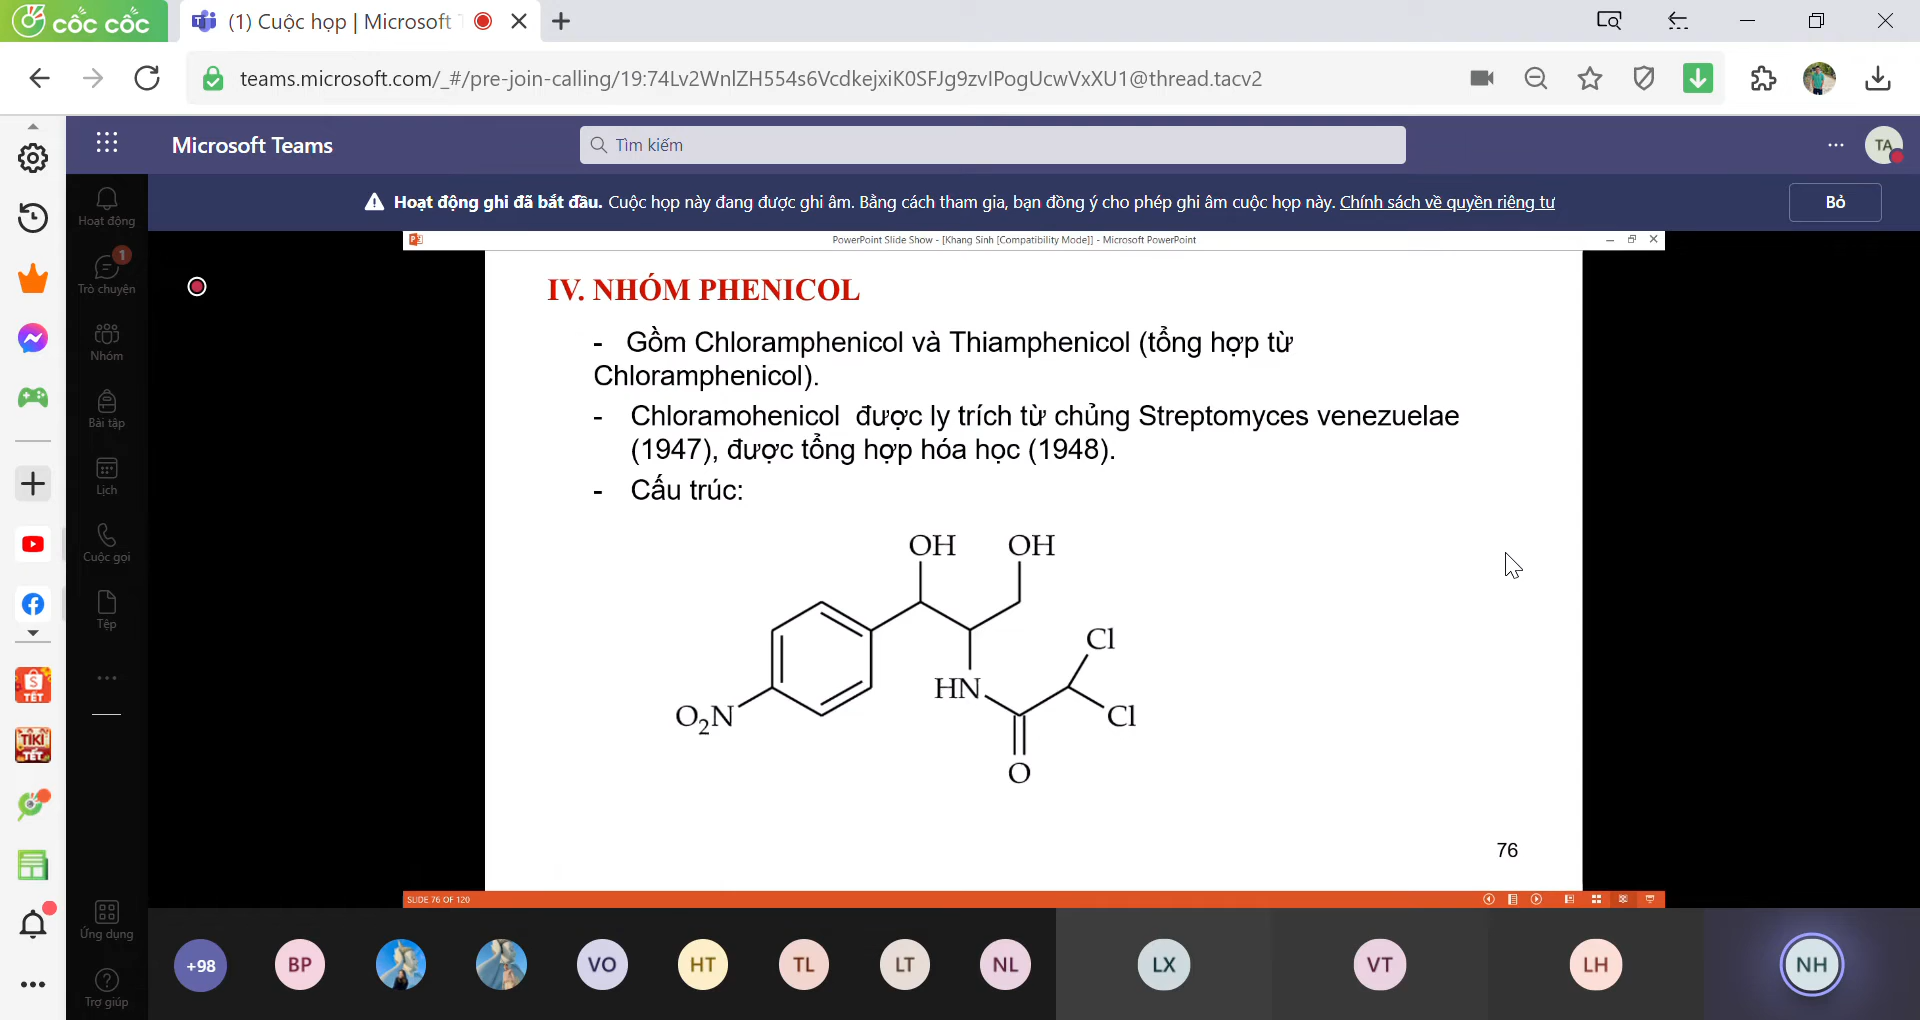 cốc cốc
(1) Cuộc họp | Microsoft
teams.microsoft.com/_#/pre-join-calling/19:74Lv2WnlZH554s6VcdkejxiK0SFJg9zvIPogUcwVxXU1@thread.tacv2
Microsoft Teams
Tìm kiếm
TA
Hoạt động ghi đã bắt đầu. Cuộc họp này đang được ghi âm. Bằng cách tham gia, bạn đồng ý cho phép ghi âm cuộc họp này. Chính sách về quyền riêng tư
Bỏ
Hoạt động
1
Trò chuyện
Nhóm
Bài tập
Lịch
Cuộc gọi
Tệp
Ứng dụng
Trợ giúp
TẾT
TIKI
TẾT
PowerPoint Slide Show - [Khang Sinh [Compatibility Mode]] - Microsoft PowerPoint
IV. NHÓM PHENICOL
- Gồm Chloramphenicol và Thiamphenicol (tổng hợp từ
Chloramphenicol).
- Chloramohenicol được ly trích từ chủng Streptomyces venezuelae
(1947), được tổng hợp hóa học (1948).
- Cấu trúc:
OH OH
Cl
HN
O₂N
Cl
O
76
SLIDE 76 OF 120
+98 BP VO HT TL LT NL LX VT LH NH